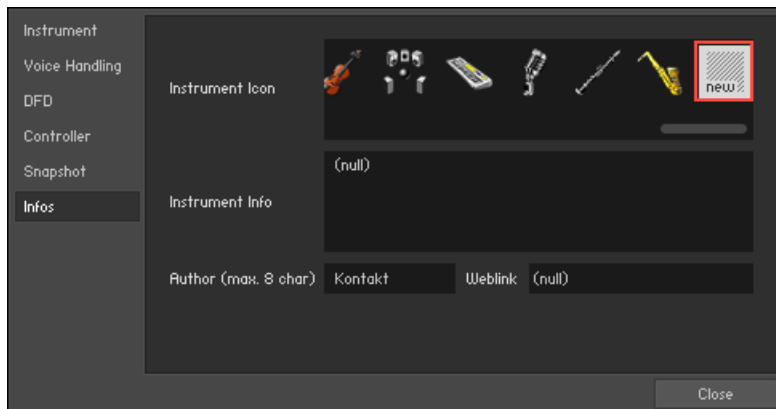 Instrument
Voice Handling
DFD
Controller
Snapshot
Infos
Instrument Icon
new
Instrument Info
(null)
Author (max. 8 char)
Kontakt
Weblink
(null)
Close